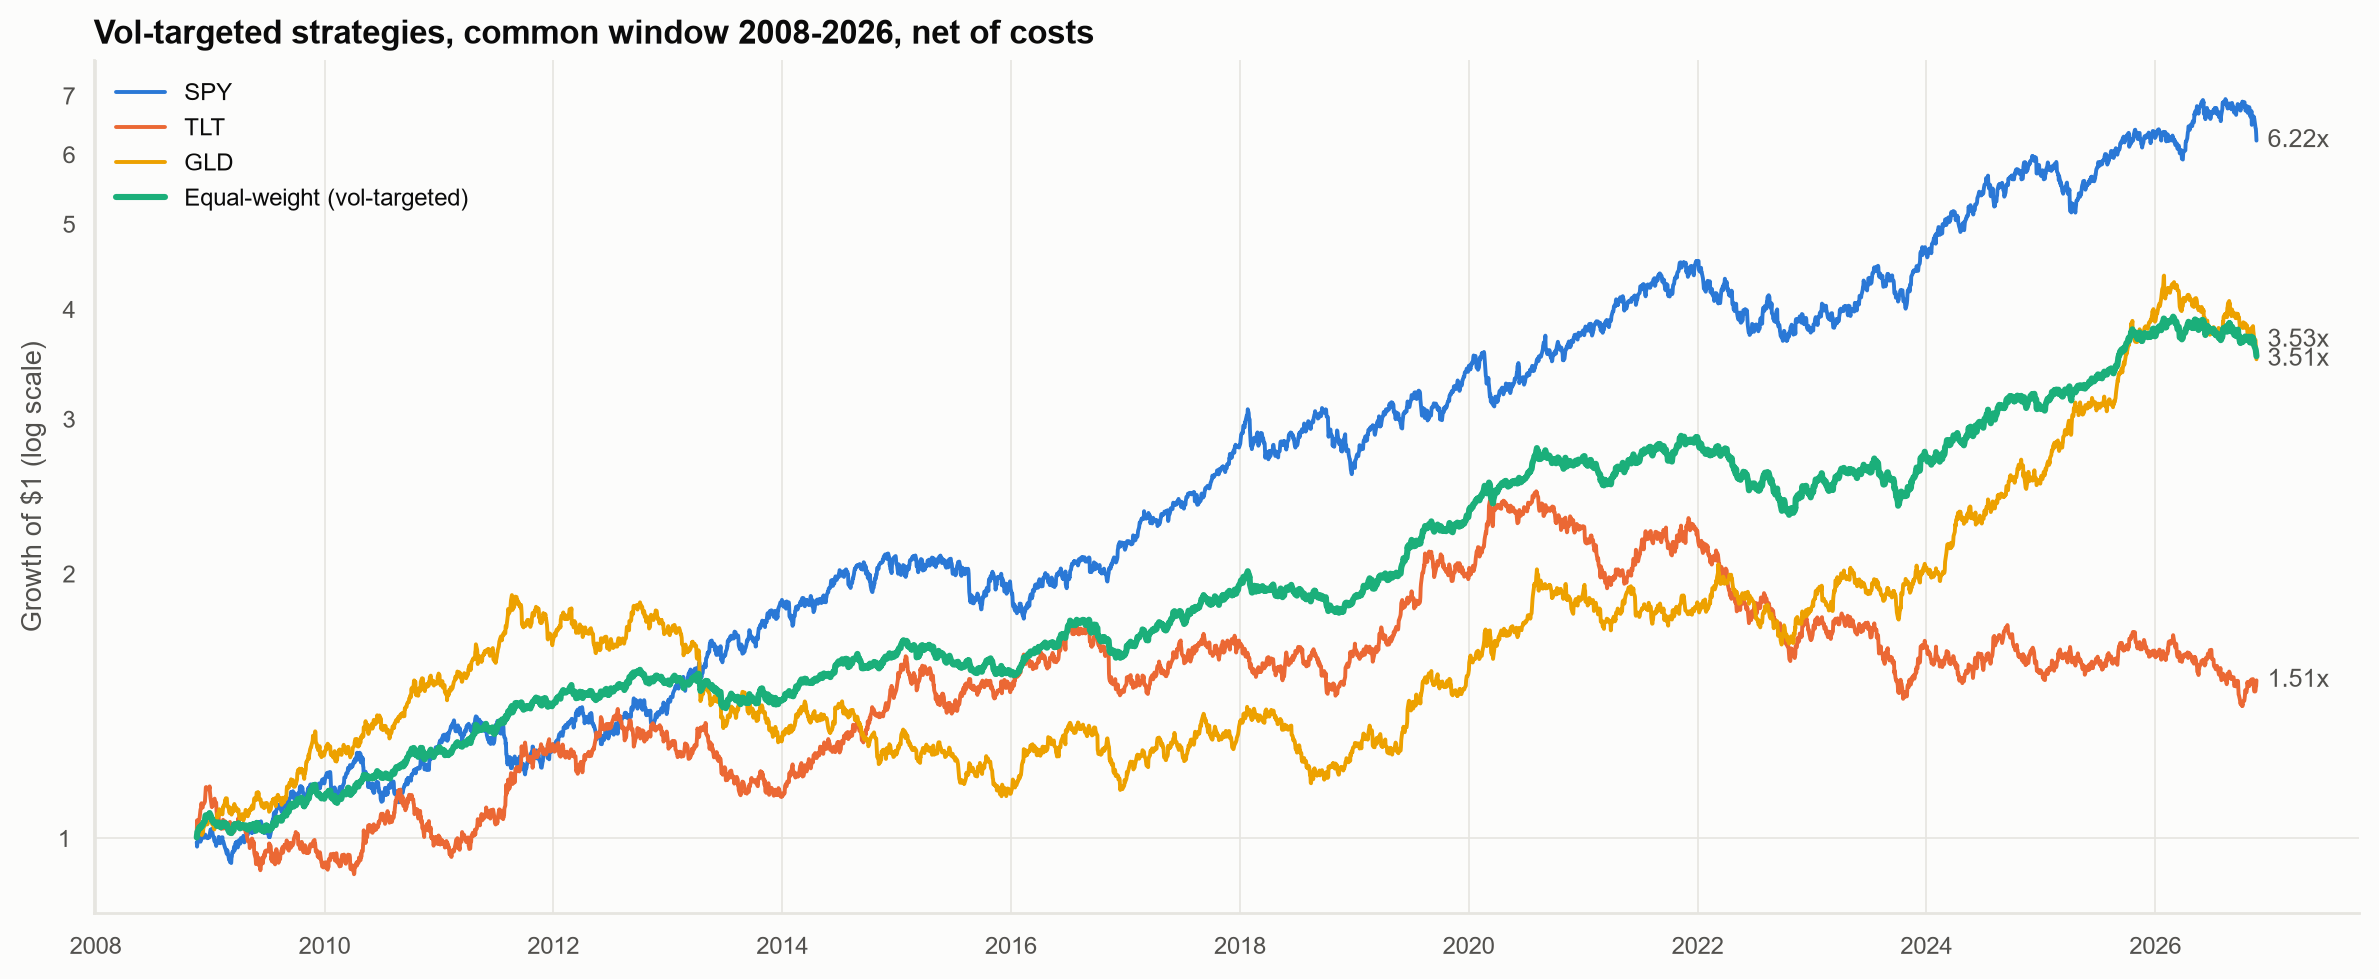 Vol-targeted strategies, common window 2008-2026, net of costs
SPY
TLT
GLD
Equal-weight (vol-targeted)
Growth of $1 (log scale)
7
6
5
4
3
2
1
6.22x
3.53x
3.51x
1.51x
2008
2010
2012
2014
2016
2018
2020
2022
2024
2026